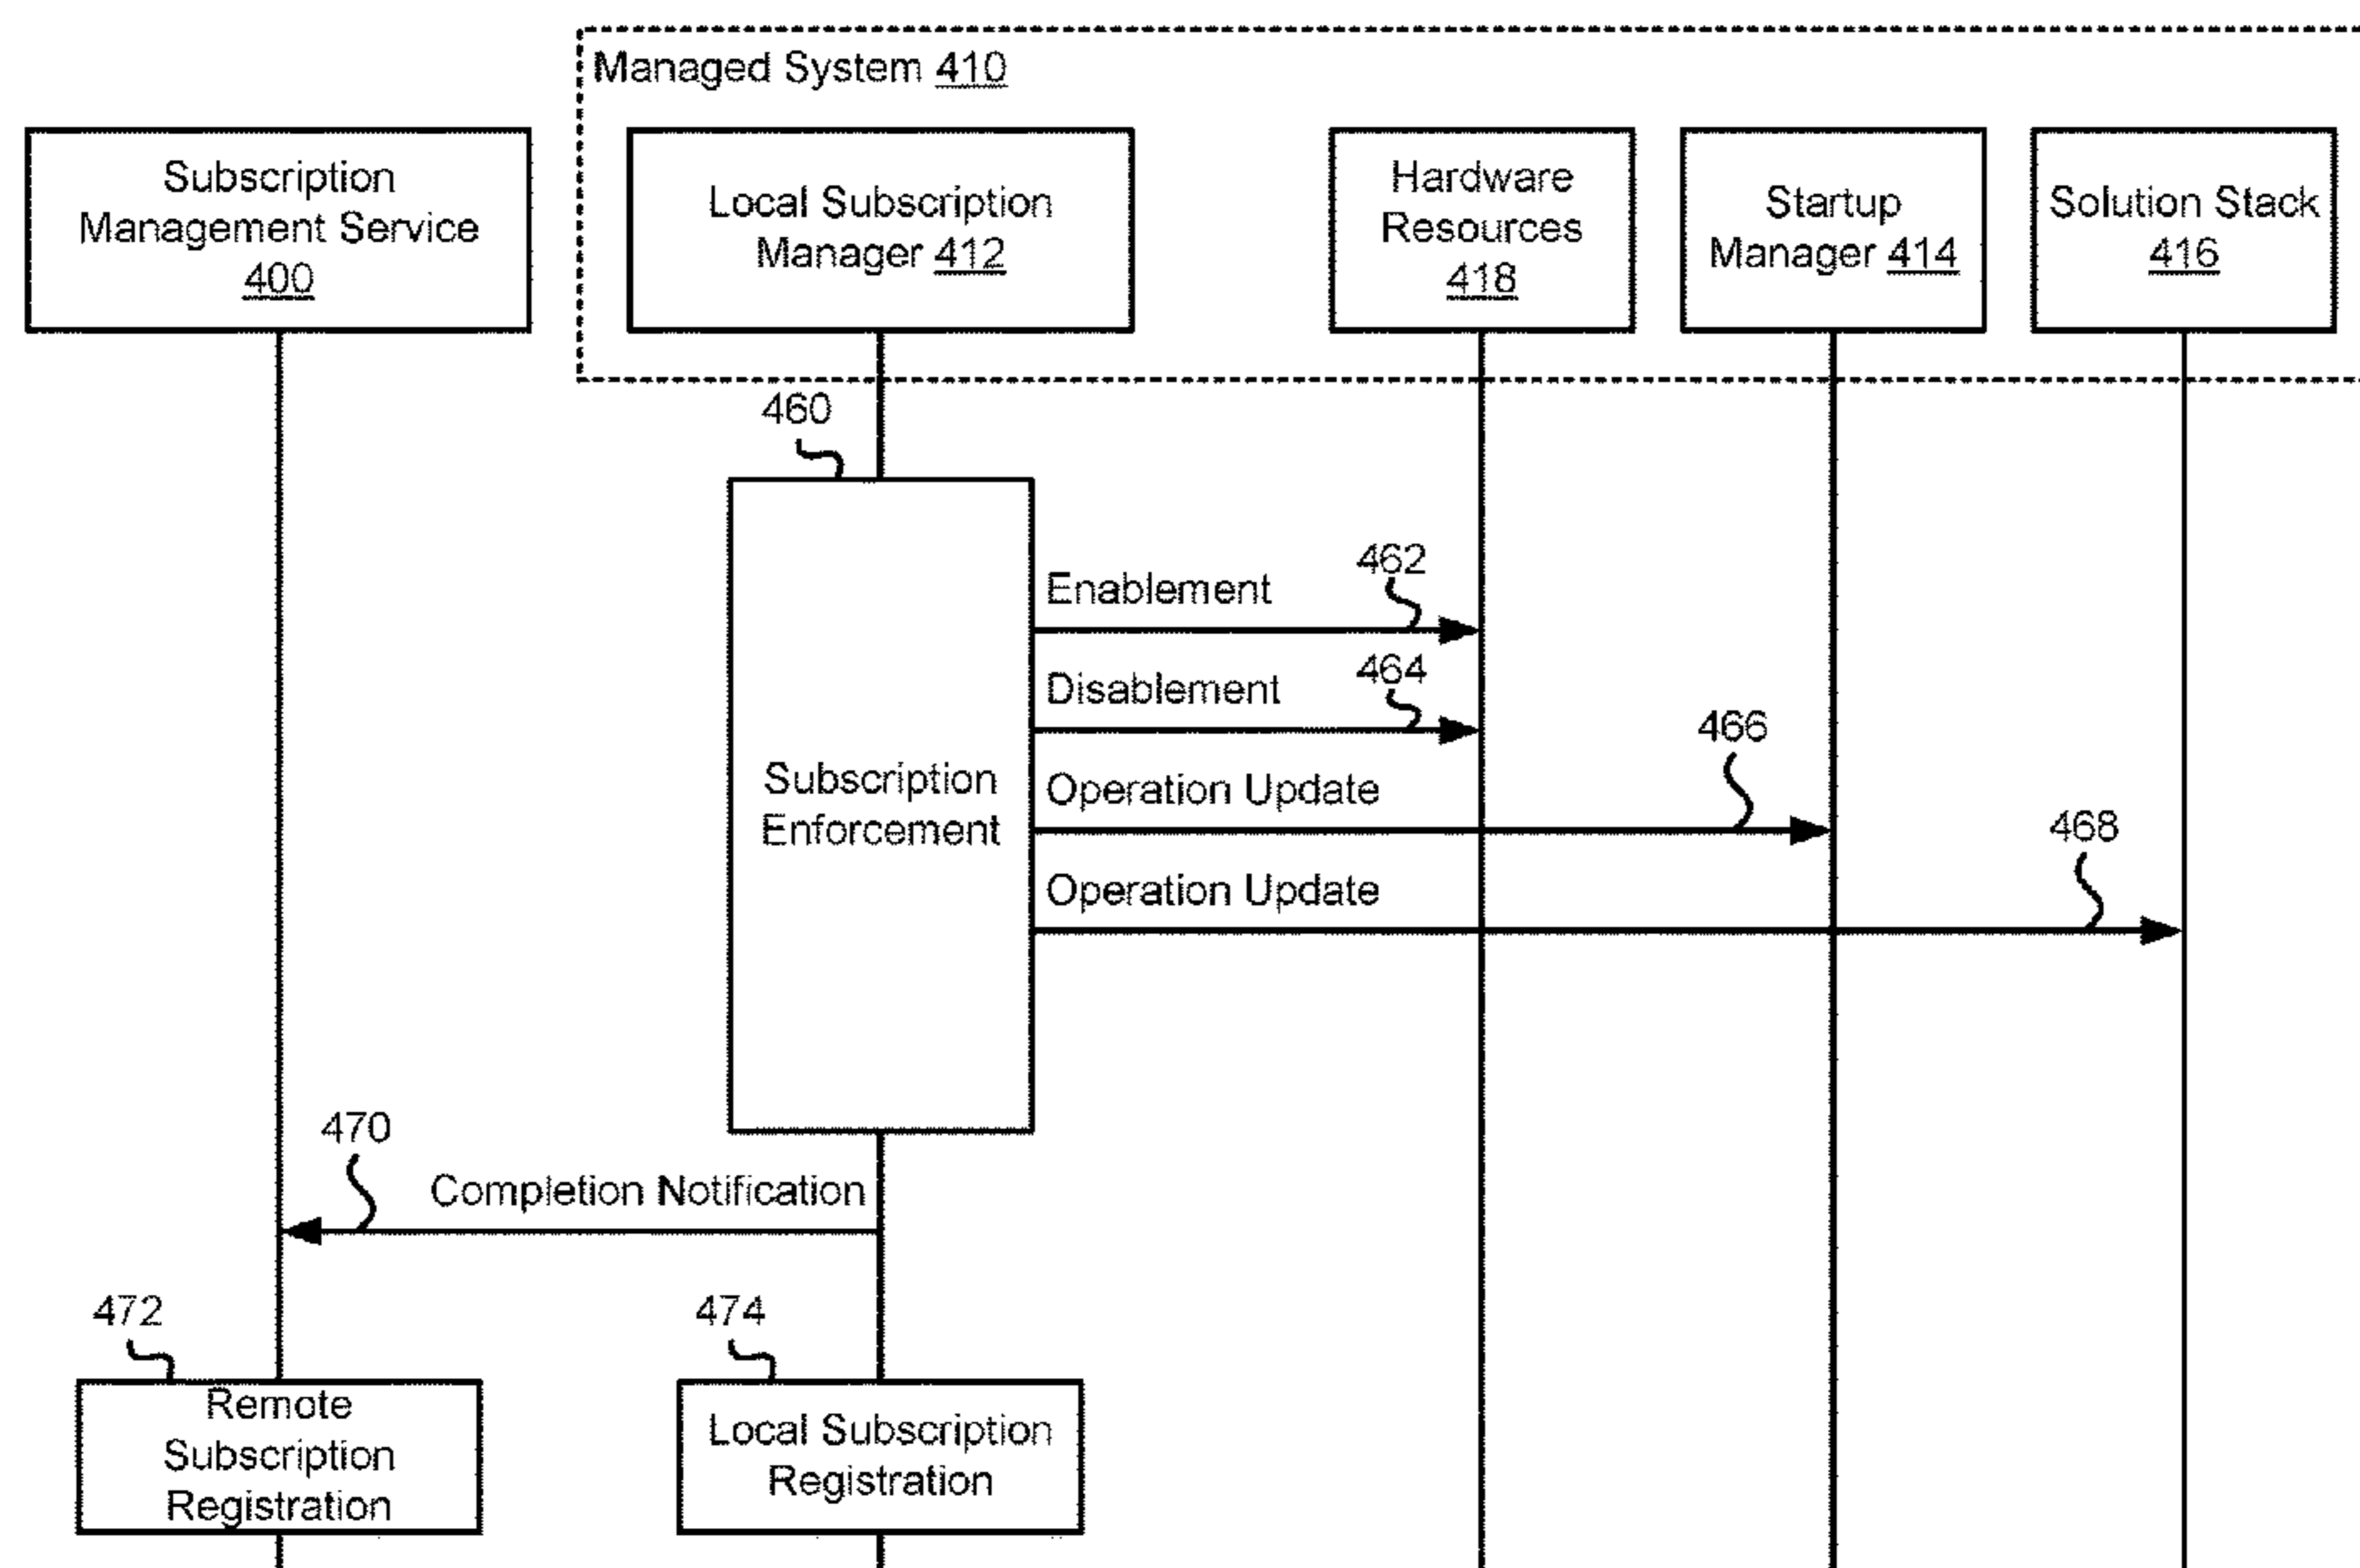 Managed System 410
Subscription
Management Service
400
Local Subscription
Manager 412
Hardware
Resources
418
Startup
Manager 414
Solution Stack
416
460
Enablement
462
Disablement
464
Operation Update
466
Operation Update
468
Subscription
Enforcement
470
Completion Notification
472
Remote
Subscription
Registration
474
Local Subscription
Registration